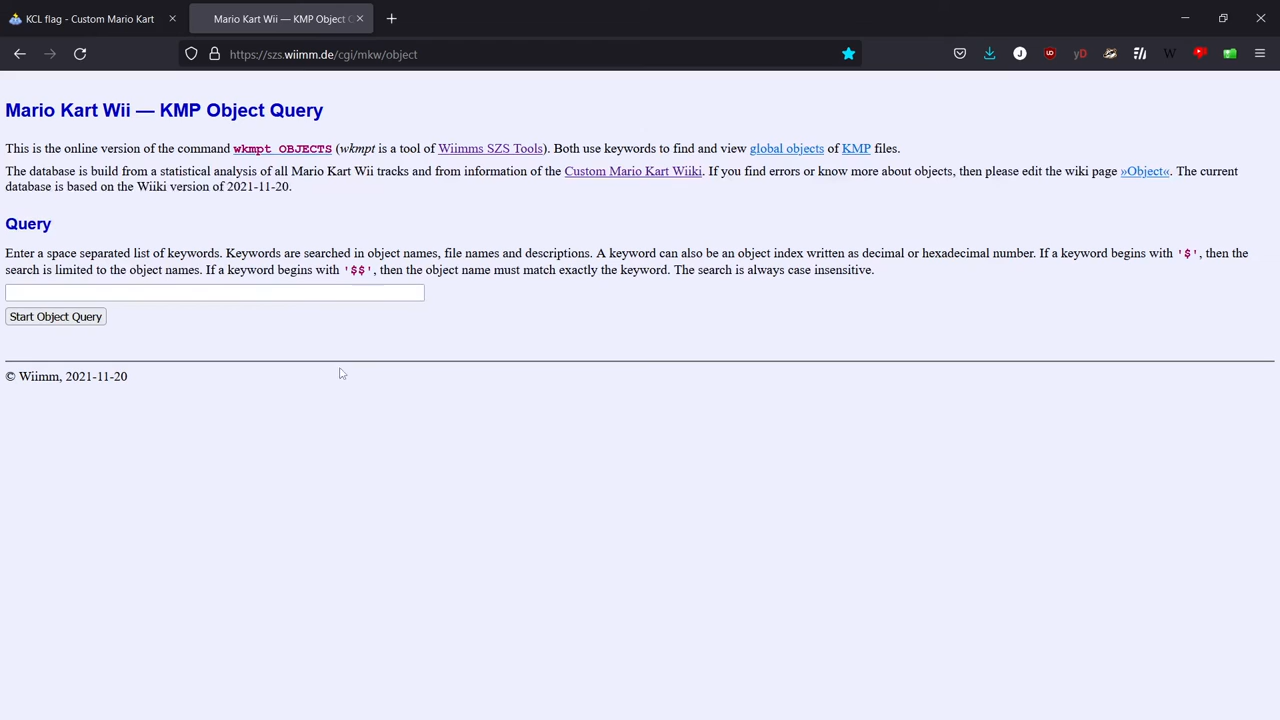 KCL flag - Custom Mario Kart
Mario Kart Wii — KMP Object
https://szs.wiimm.de/cgi/mkw/object
Mario Kart Wii — KMP Object Query
This is the online version of the command wkmpt OBJECTS (wkmpt is a tool of Wiimms SZS Tools). Both use keywords to find and view global objects of KMP files.
The database is build from a statistical analysis of all Mario Kart Wii tracks and from information of the Custom Mario Kart Wiiki. If you find errors or know more about objects, then please edit the wiki page »Object«. The current
database is based on the Wiiki version of 2021-11-20.
Query
Enter a space separated list of keywords. Keywords are searched in object names, file names and descriptions. A keyword can also be an object index written as decimal or hexadecimal number. If a keyword begins with '$', then the
search is limited to the object names. If a keyword begins with '$$', then the object name must match exactly the keyword. The search is always case insensitive.
Start Object Query
© Wiimm, 2021-11-20